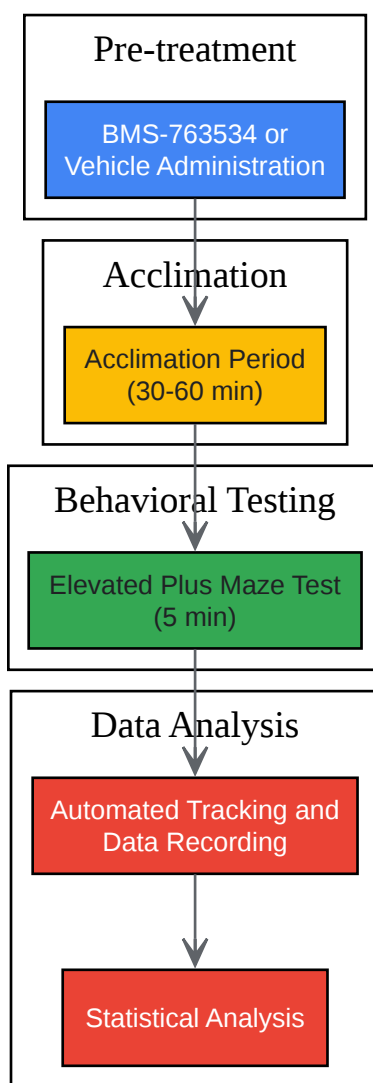 Pre-treatment
BMS-763534 or
Vehicle Administration
Acclimation
Acclimation Period
(30-60 min)
Behavioral Testing
Elevated Plus Maze Test
(5 min)
Data Analysis
Automated Tracking and
Data Recording
Statistical Analysis